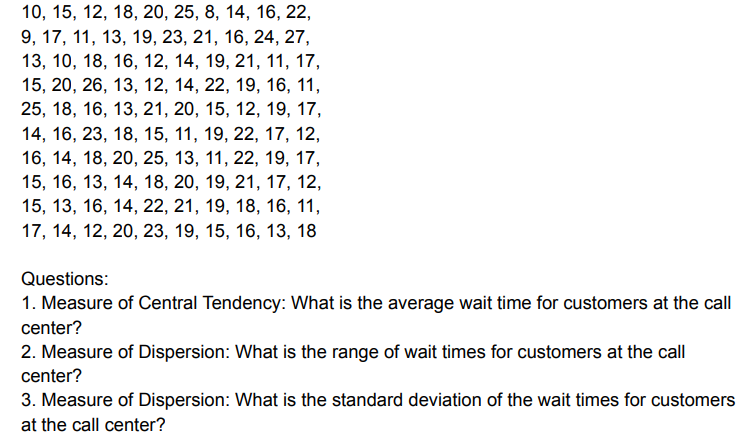 10, 15, 12, 18, 20, 25, 8, 14, 16, 22,
9, 17, 11, 13, 19, 23, 21, 16, 24, 27,
13, 10, 18, 16, 12, 14, 19, 21, 11, 17,
15, 20, 26, 13, 12, 14, 22, 19, 16, 11,
25, 18, 16, 13, 21, 20, 15, 12, 19, 17,
14, 16, 23, 18, 15, 11, 19, 22, 17, 12,
16, 14, 18, 20, 25, 13, 11, 22, 19, 17,
15, 16, 13, 14, 18, 20, 19, 21, 17, 12,
15, 13, 16, 14, 22, 21, 19, 18, 16, 11,
17, 14, 12, 20, 23, 19, 15, 16, 13, 18
Questions:
1. Measure of Central Tendency: What is the average wait time for customers at the call
center?
2. Measure of Dispersion: What is the range of wait times for customers at the call
center?
3. Measure of Dispersion: What is the standard deviation of the wait times for customers
at the call center?